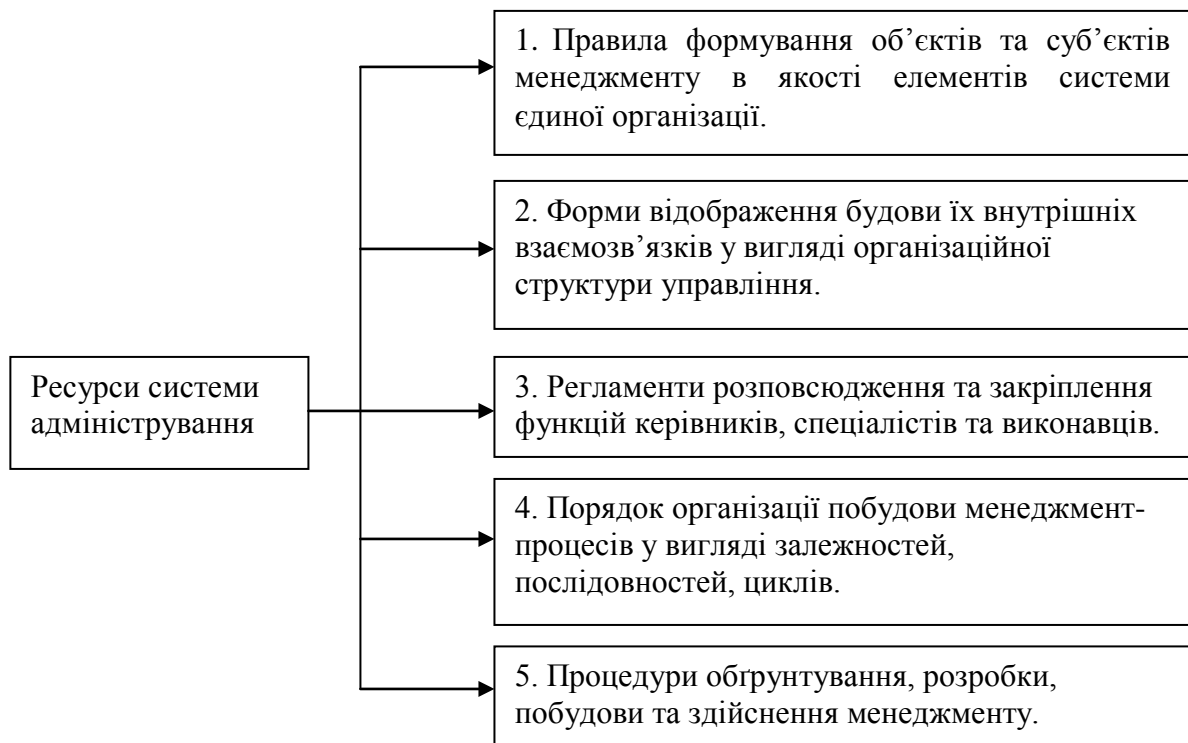 1. Правила формування об’єктів та суб’єктів
менеджменту в якості елементів системи
єдиної організації.
2. Форми відображення будови їх внутрішніх
взаємозв’язків у вигляді організаційної
структури управління.
Ресурси системи
адміністрування
3. Регламенти розповсюдження та закріплення
функцій керівників, спеціалістів та виконавців.
4. Порядок організації побудови менеджмент-
процесів у вигляді залежностей,
послідовностей, циклів.
5. Процедури обґрунтування, розробки,
побудови та здійснення менеджменту.